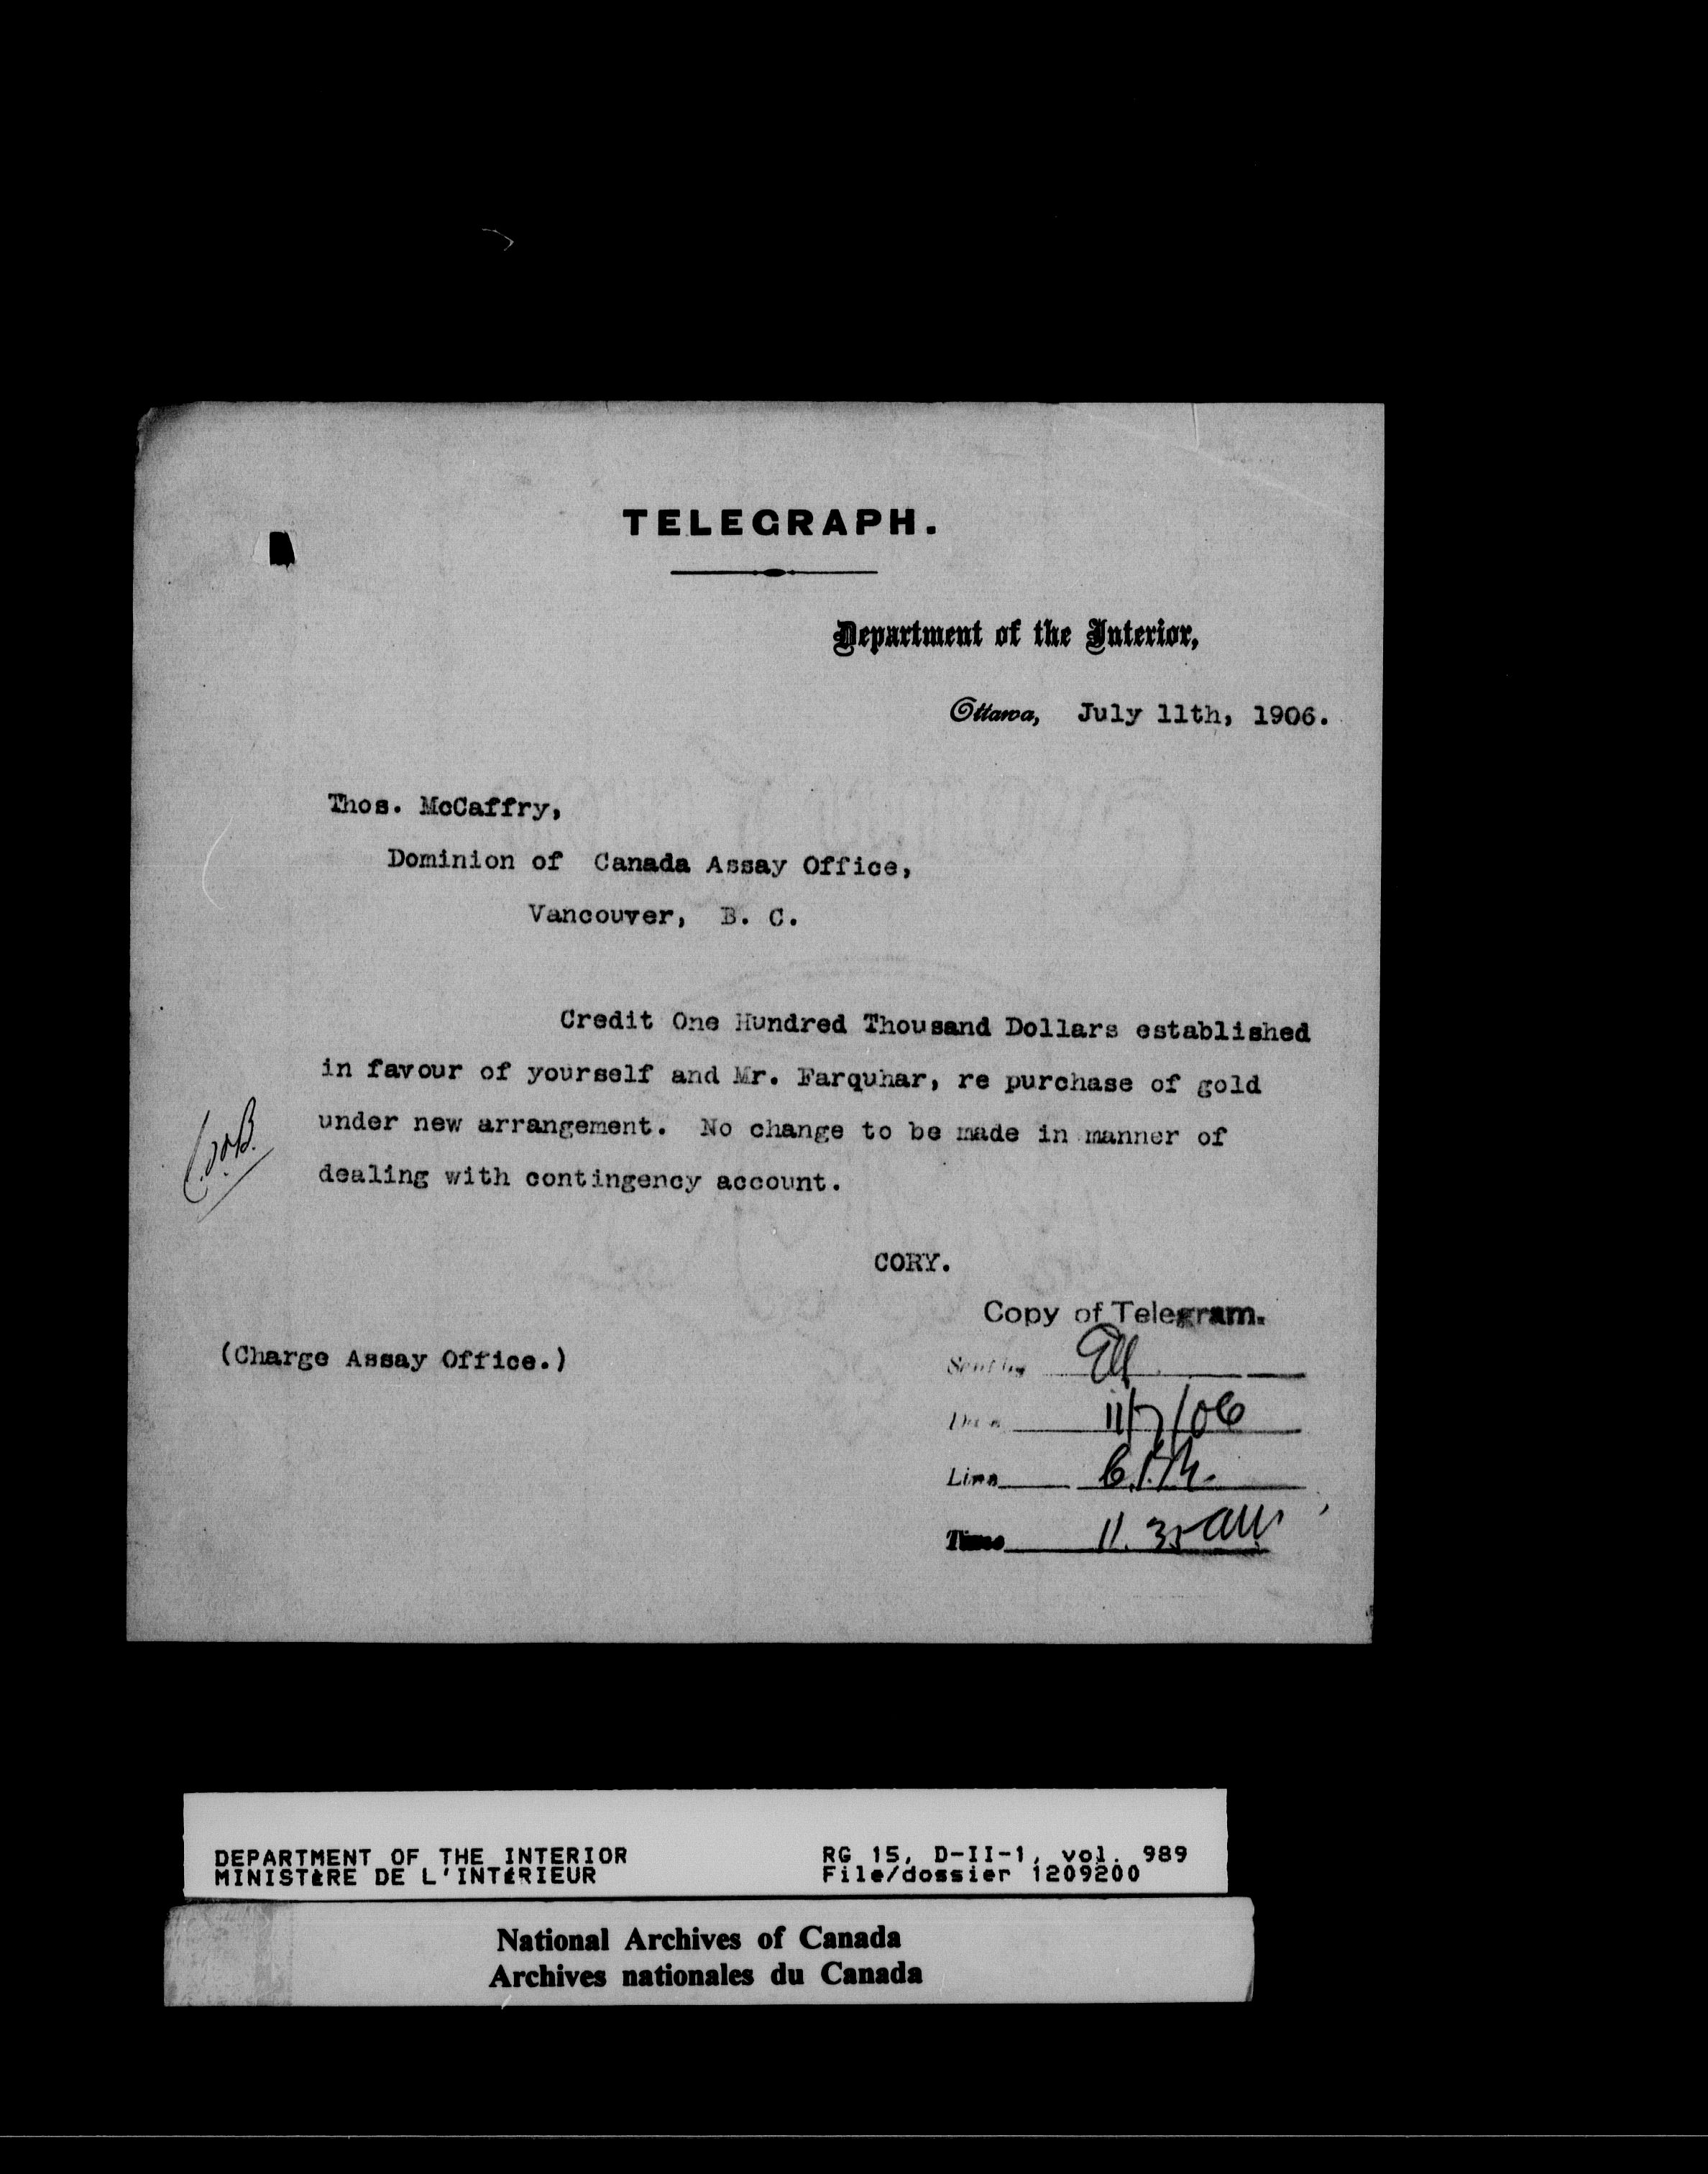 TELEGRAPH.
Department of the Interior,
Ottawa, July 11th, 1906.
Thos. McCaffry,
Dominion of Canada Assay Office,
Vancouver, B. C.
Credit One Hundred Thousand Dollars established
in favour of yourself and Mr. Farquhar, re purchase of gold
under new arrangement. No change to be made in manner of
dealing with contingency account.
CORY.
Copy of Telegram.
(Charge Assay Office.)
Sent by
Date 11/7/06
Line C.P.R.
Time 11.35 am
DEPARTMENT OF THE INTERIOR
MINISTÈRE DE L'INTÉRIEUR
RG 15, D-II-1, vol. 989
File/dossier 1209200
National Archives of Canada
Archives nationales du Canada